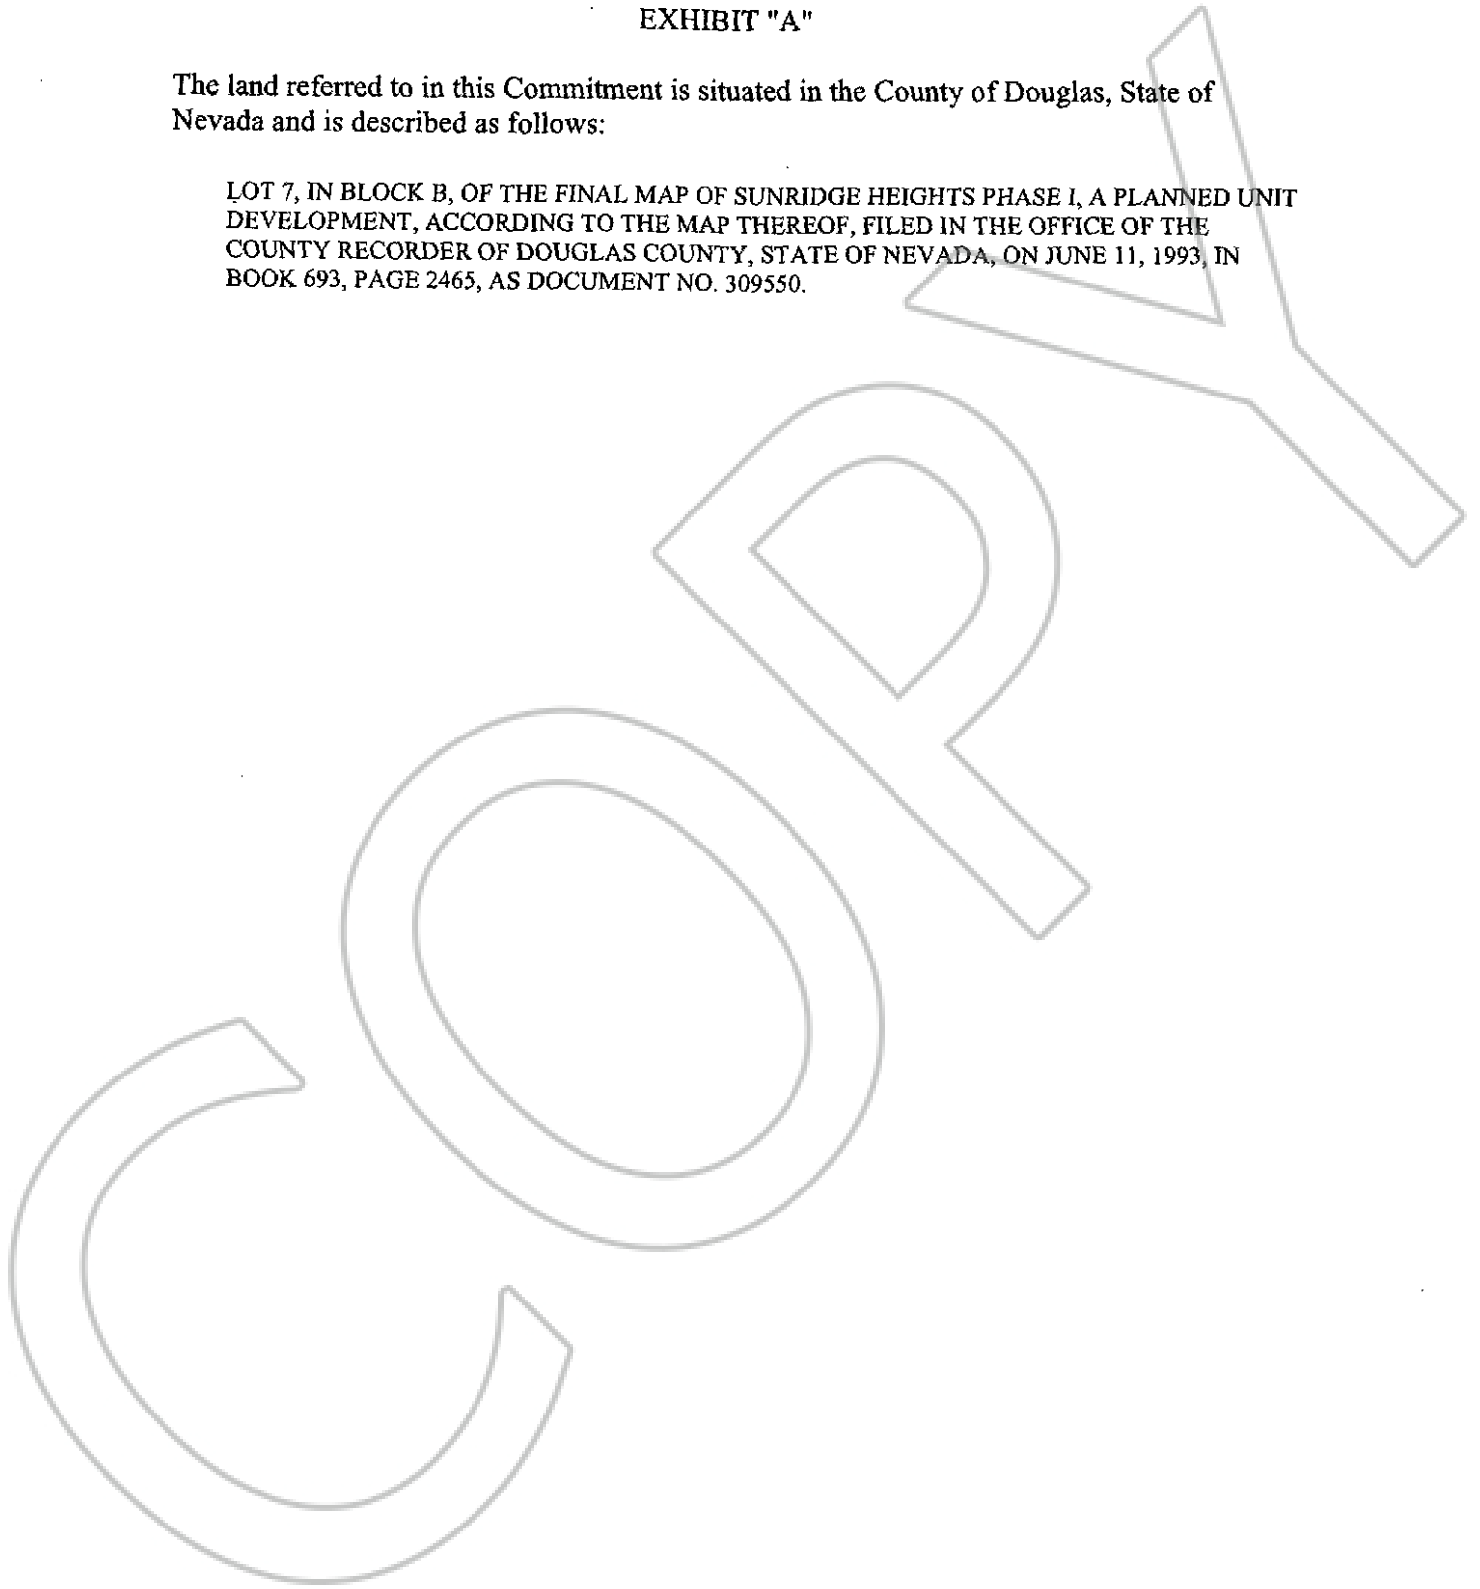 EXHIBIT "A"
The land referred to in this Commitment is situated in the County of Douglas, State of
Nevada and is described as follows:
LOT 7, IN BLOCK B, OF THE FINAL MAP OF SUNRIDGE HEIGHTS PHASE I, A PLANNED UNIT
DEVELOPMENT, ACCORDING TO THE MAP THEREOF, FILED IN THE OFFICE OF THE
COUNTY RECORDER OF DOUGLAS COUNTY, STATE OF NEVADA, ON JUNE 11, 1993, IN
BOOK 693, PAGE 2465, AS DOCUMENT NO. 309550.
COPY